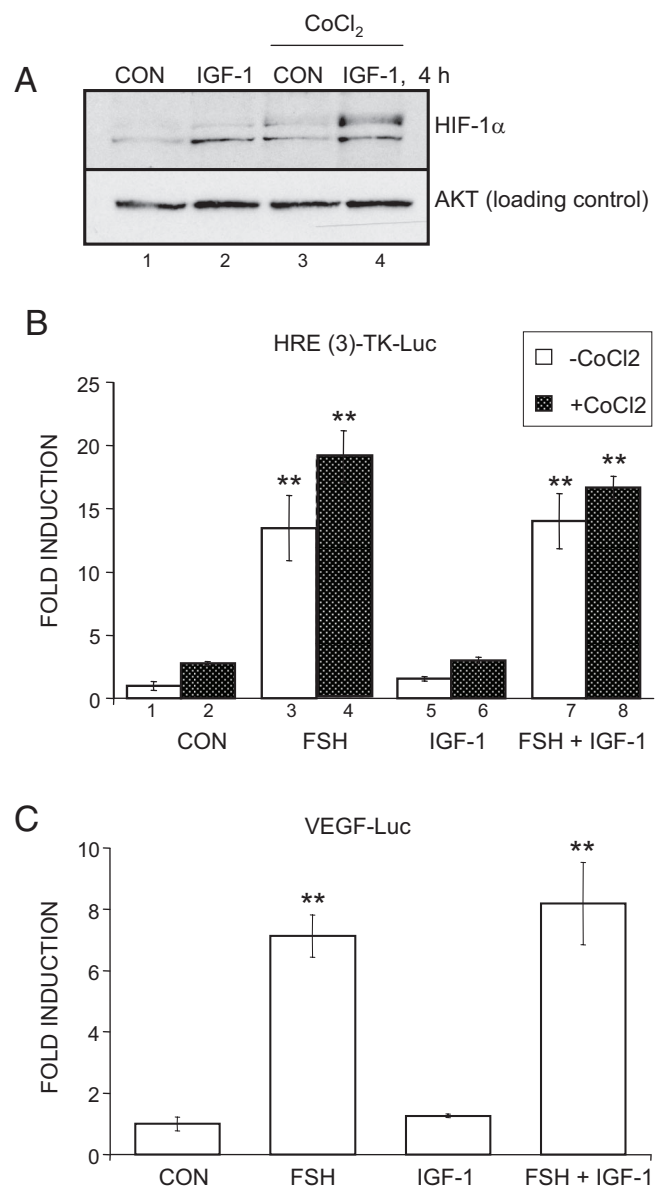 CoCl2
A
CON IGF-1 CON IGF-1, 4 h
HIF-1α
AKT (loading control)
1 2 3 4
B
HRE (3)-TK-Luc
-CoCl2
+CoCl2
FOLD INDUCTION
25
20
15
10
5
0
** ** ** **
1 2 3 4 5 6 7 8
CON FSH IGF-1 FSH + IGF-1
C
VEGF-Luc
FOLD INDUCTION
10
8
6
4
2
0
** **
CON FSH IGF-1 FSH + IGF-1